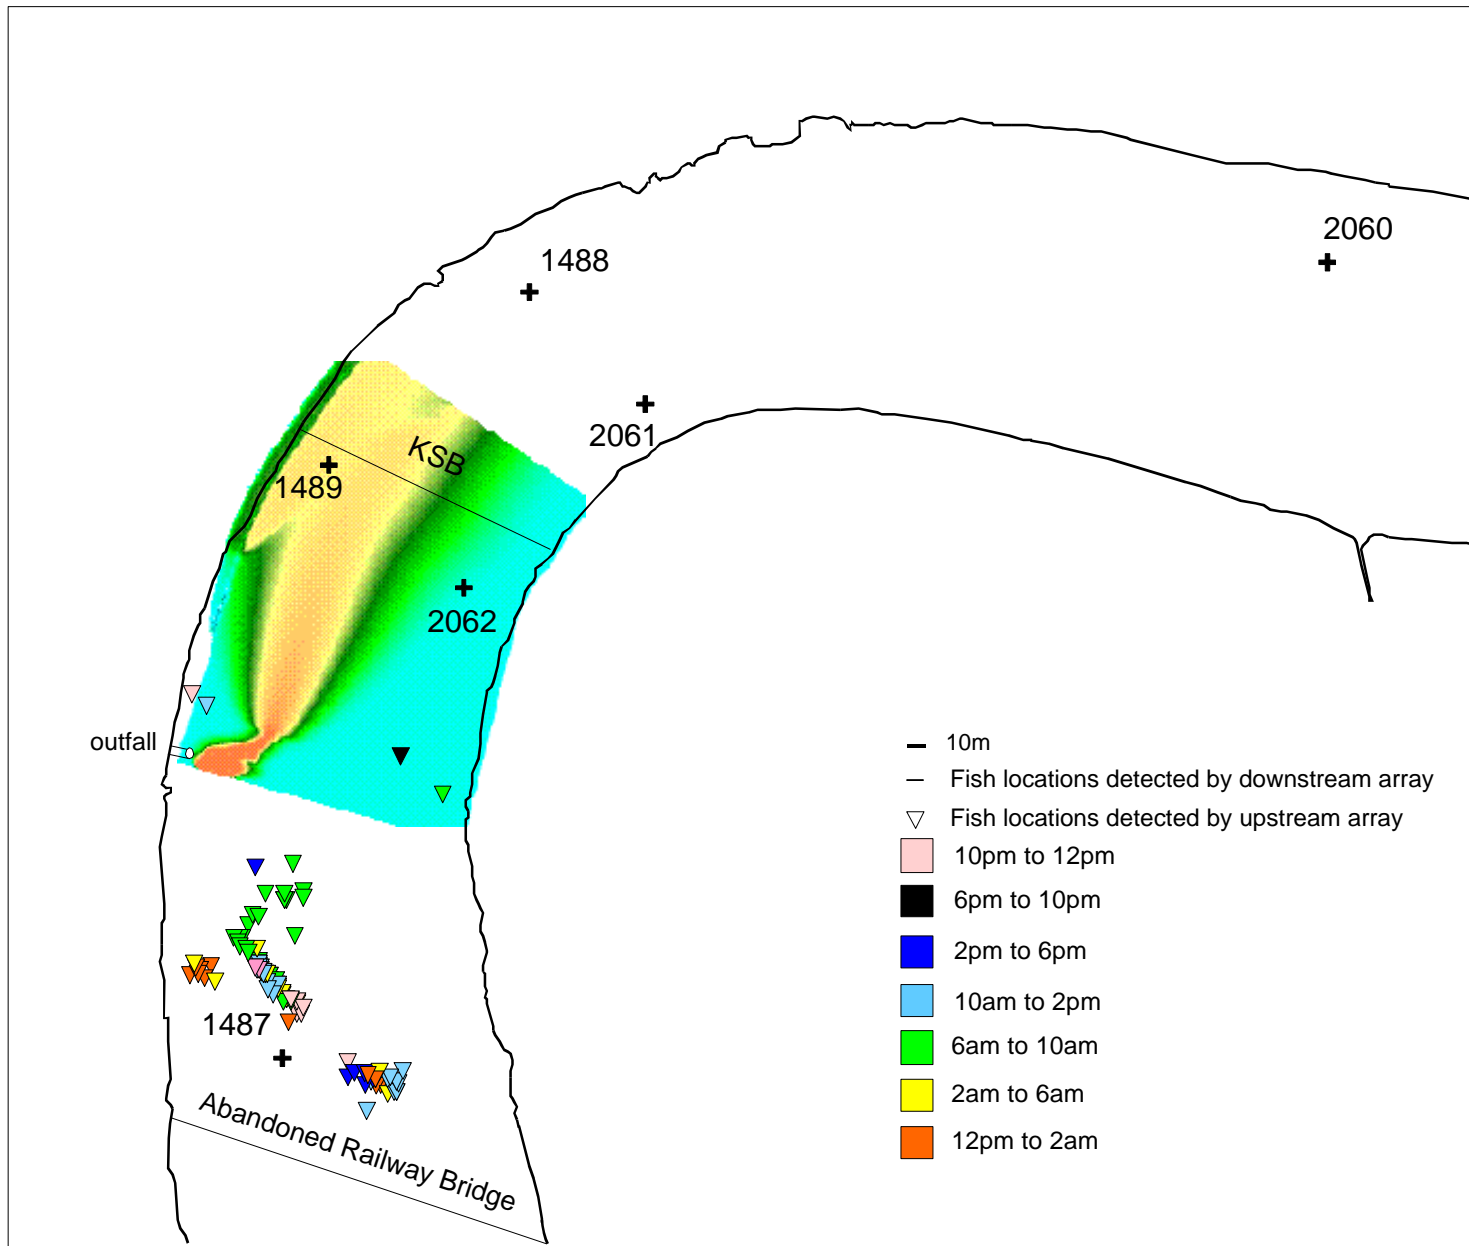 2060
1488
2061
KSB
1489
2062
outfall
10m
Fish locations detected by downstream array
Fish locations detected by upstream array
10pm to 12pm
6pm to 10pm
2pm to 6pm
10am to 2pm
6am to 10am
2am to 6am
12pm to 2am
1487
Abandoned Railway Bridge